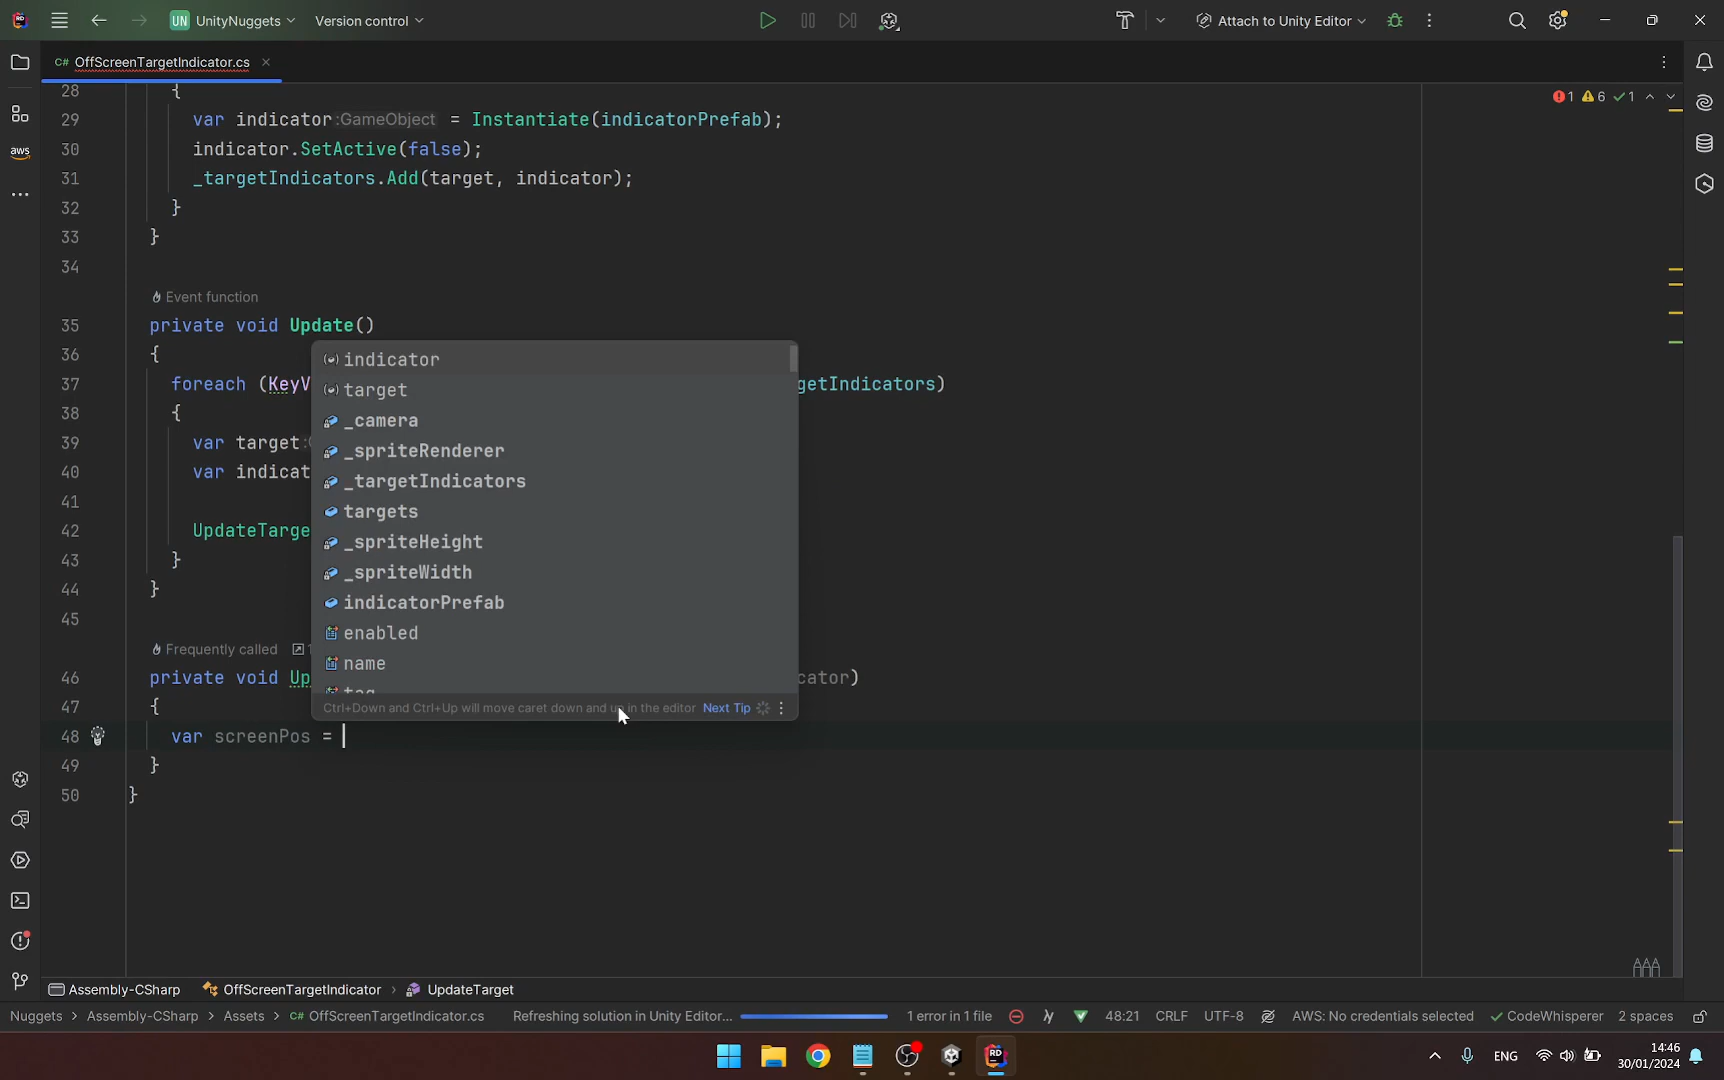 RD
UN UnityNuggets
Version control
Attach to Unity Editor
C# OffScreenTargetIndicator.cs
aws
1 6 1
28 {
29 var indicator :GameObject = Instantiate(indicatorPrefab);
30 indicator.SetActive(false);
31 _targetIndicators.Add(target, indicator);
32 }
33 }
34
Event function
35 private void Update()
36 {
37 foreach (KeyV getIndicators)
38 {
39 var target:
40 var indicat
41
42 UpdateTarge
43 }
44 }
45
Frequently called
46 private void Up cator)
47 {
48 var screenPos =
49 }
50 }
indicator
target
_camera
_spriteRenderer
_targetIndicators
targets
_spriteHeight
_spriteWidth
indicatorPrefab
enabled
name
tag
Ctrl+Down and Ctrl+Up will move caret down and up in the editor Next Tip
Assembly-CSharp OffScreenTargetIndicator UpdateTarget
Nuggets Assembly-CSharp Assets C# OffScreenTargetIndicator.cs Refreshing solution in Unity Editor... 1 error in 1 file 48:21 CRLF UTF-8 AWS: No credentials selected CodeWhisperer 2 spaces
RD
ENG
14:46
30/01/2024